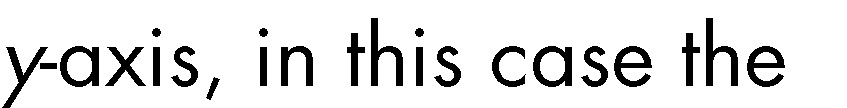 y-axis, in this case the